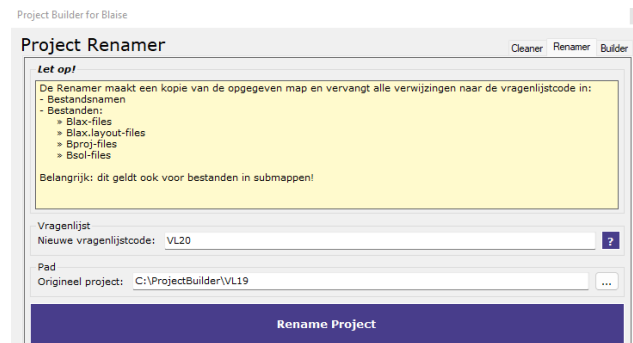 Project Builder for Blaise
Project Renamer
Cleaner Renamer Builder
Let op!
De Renamer maakt een kopie van de opgegeven map en vervangt alle verwijzingen naar de vragenlijstcode in:
- Bestandsnamen
- Bestanden:
» Blax-files
» Blax.layout-files
» Bproj-files
» Bsol-files
Belangrijk: dit geldt ook voor bestanden in submappen!
Vragenlijst
Nieuwe vragenlijstcode: VL20 ?
Pad
Origineel project: C:\ProjectBuilder\VL19 ...
Rename Project